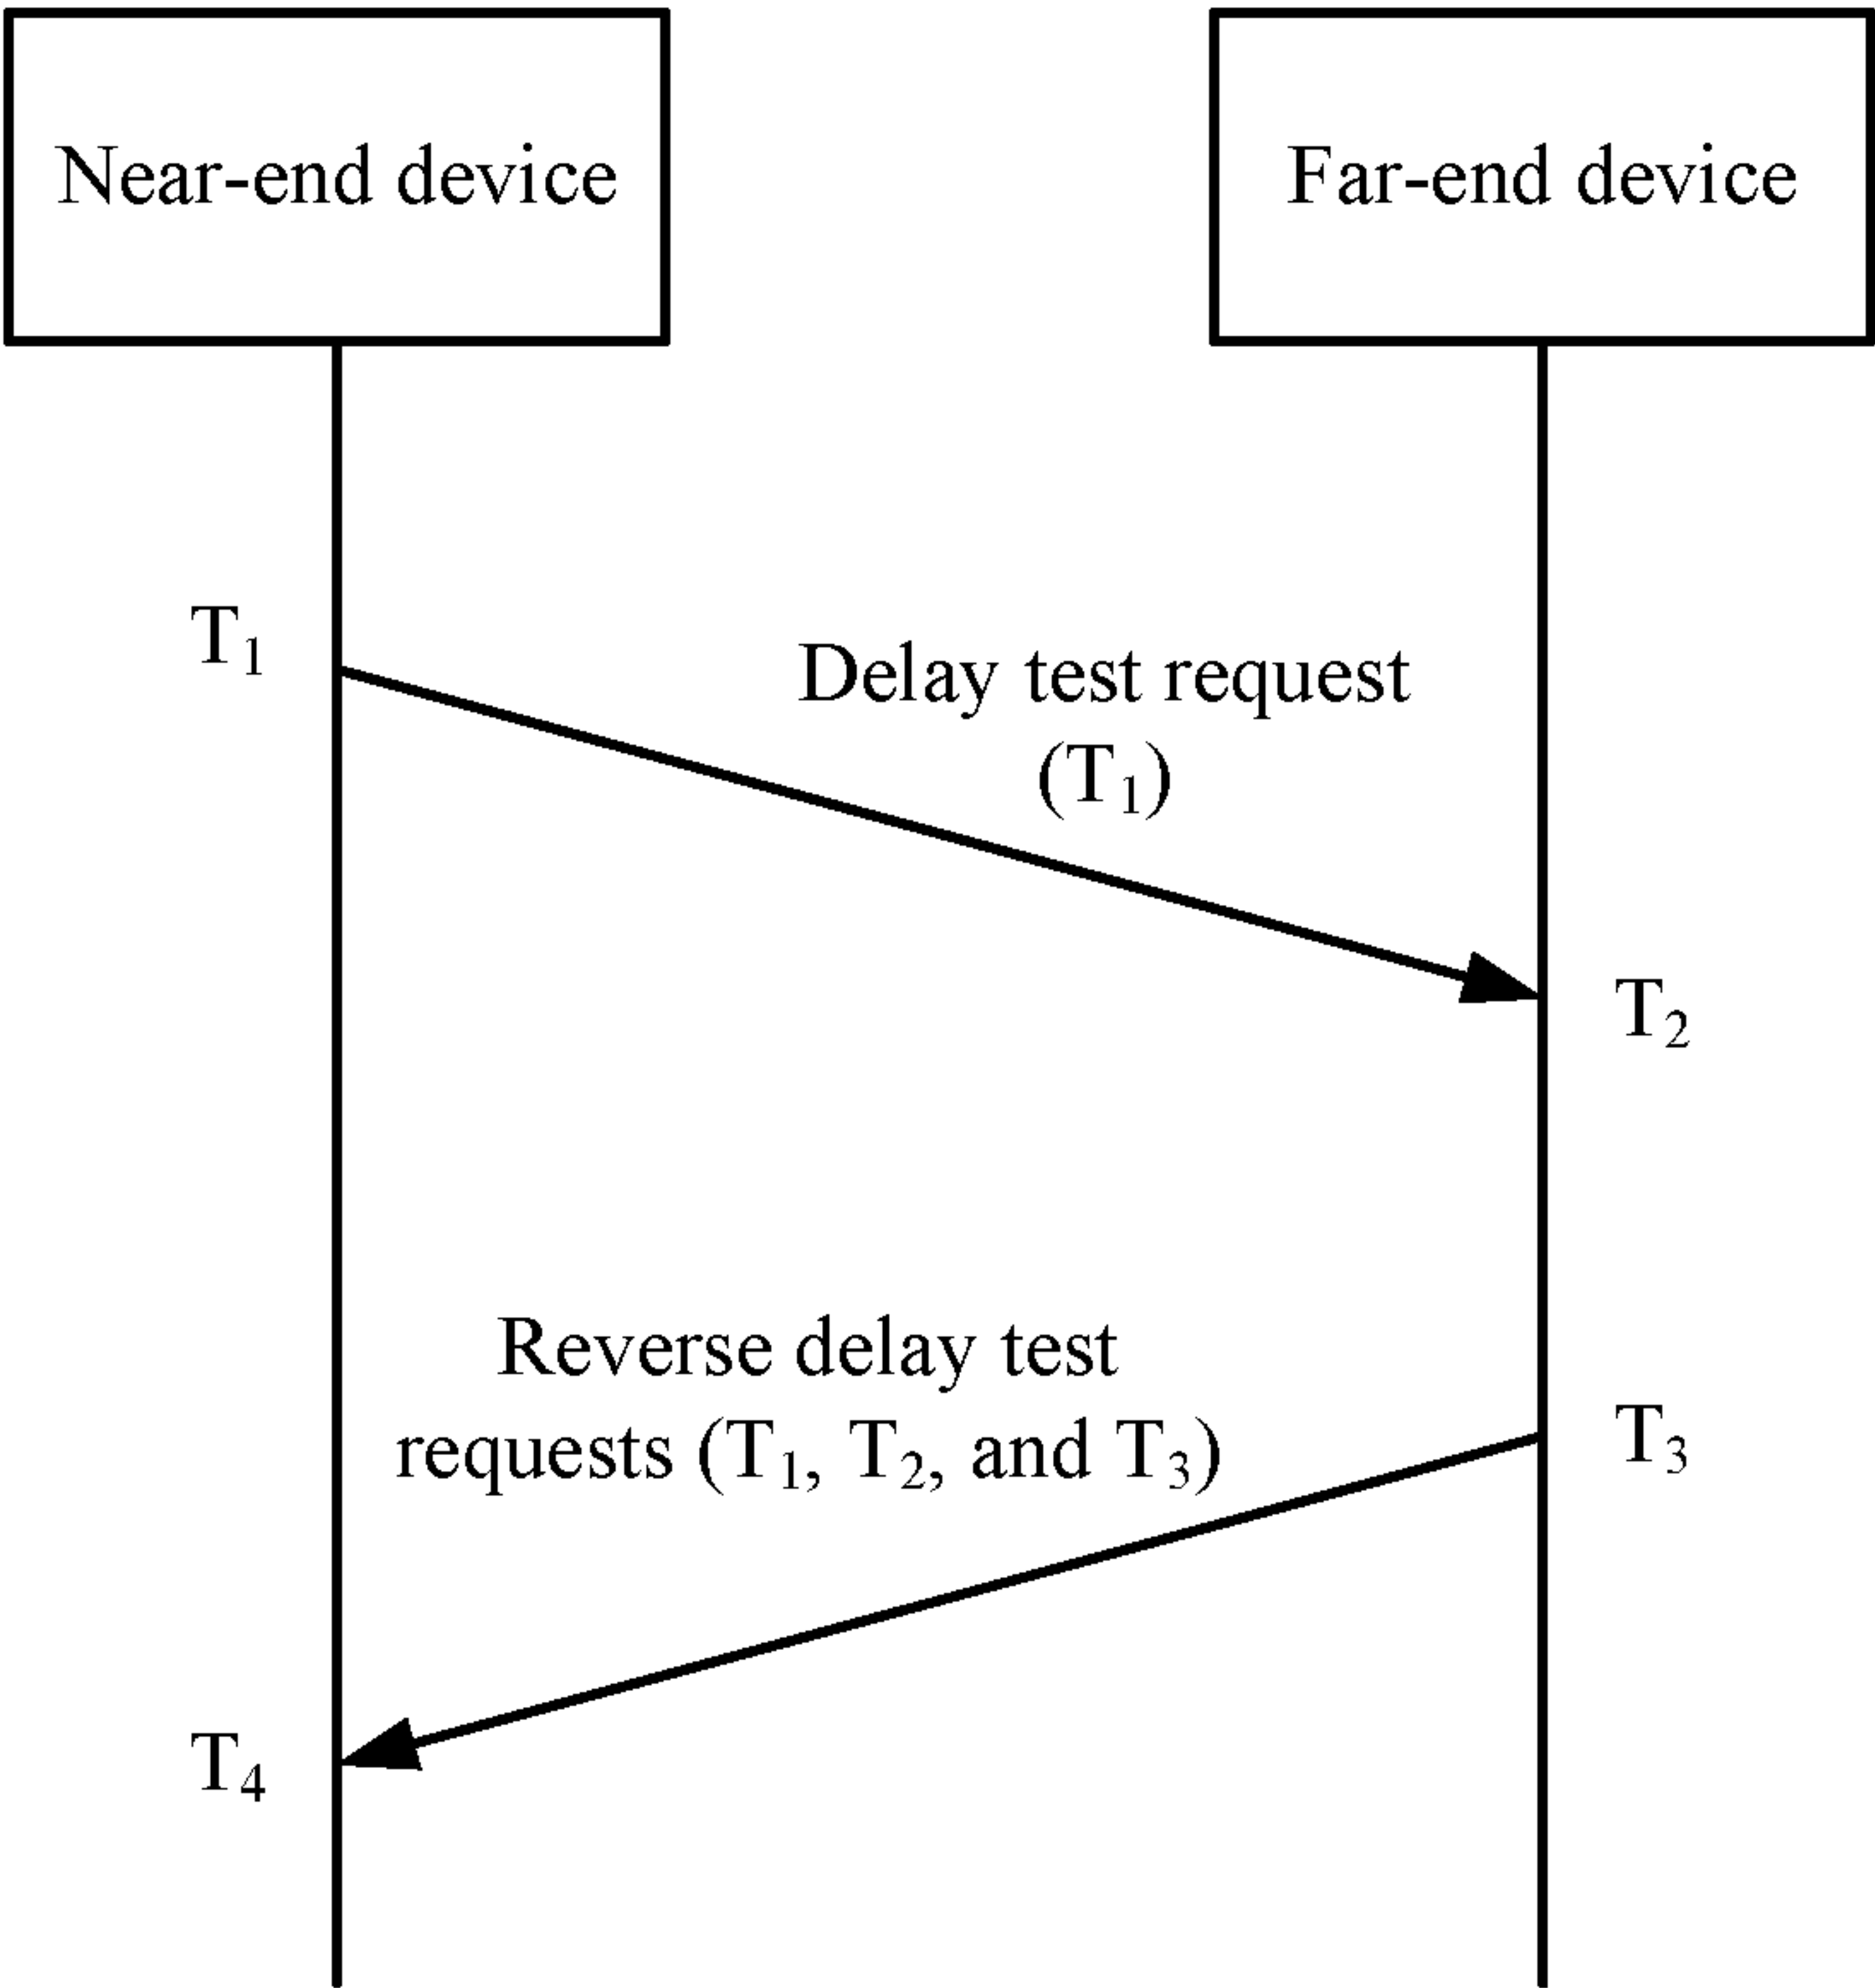 Near-end device
Far-end device
T₁
Delay test request
(T₁)
T₂
Reverse delay test
requests (T₁, T₂, and T₃)
T₃
T₄